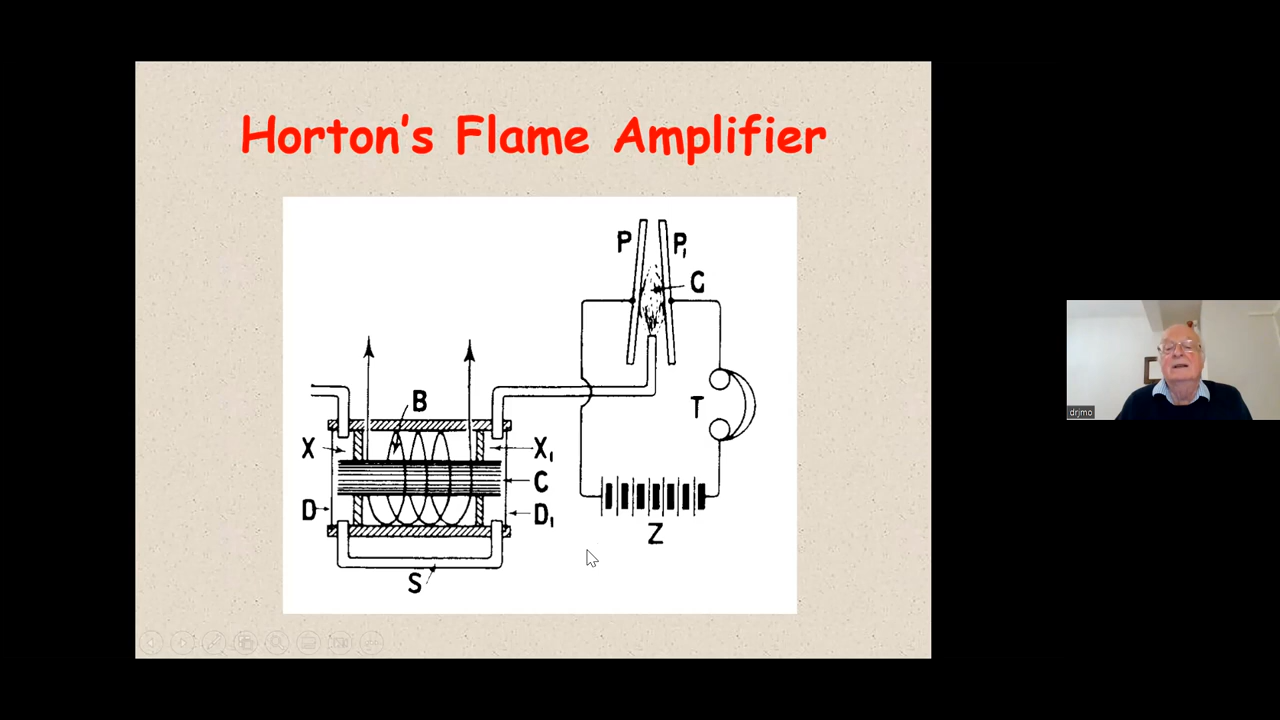 Horton's Flame Amplifier
P P₁
G
B
T
X X₁
C
D D₁
Z
S
drjmo